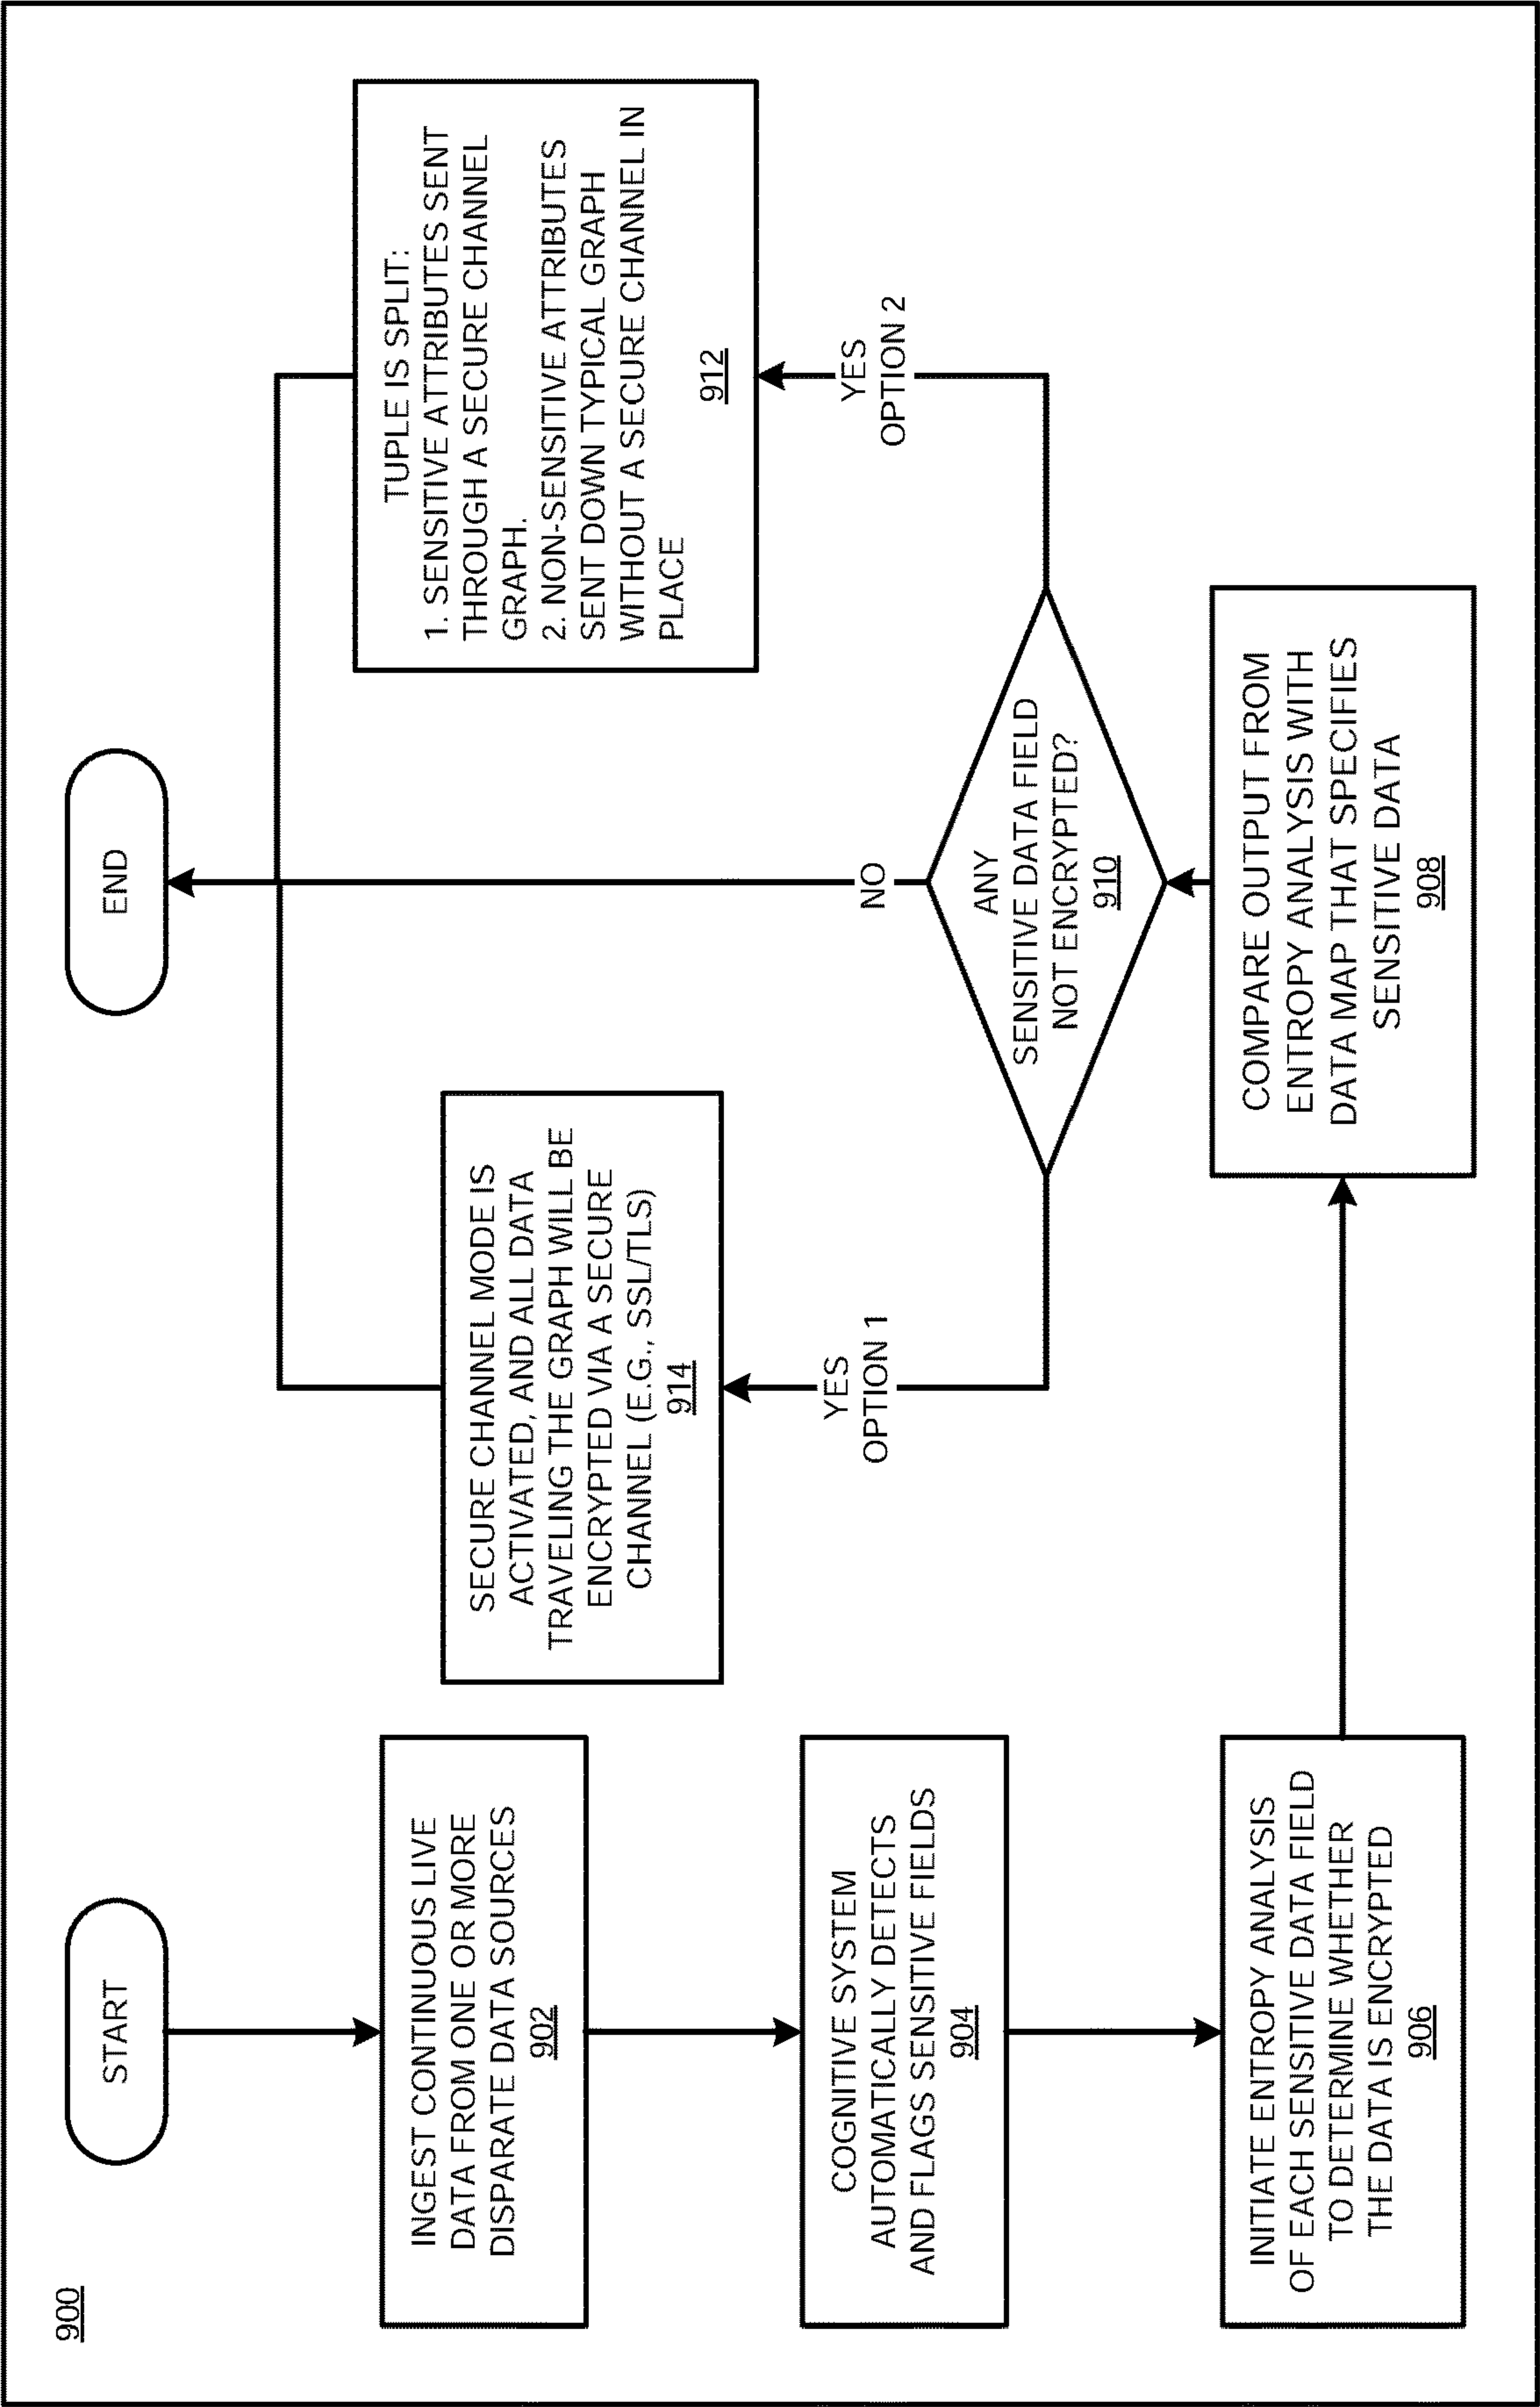 900
START
INGEST CONTINUOUS LIVE
DATA FROM ONE OR MORE
DISPARATE DATA SOURCES
902
COGNITIVE SYSTEM
AUTOMATICALLY DETECTS
AND FLAGS SENSITIVE FIELDS
904
INITIATE ENTROPY ANALYSIS
OF EACH SENSITIVE DATA FIELD
TO DETERMINE WHETHER
THE DATA IS ENCRYPTED
906
COMPARE OUTPUT FROM
ENTROPY ANALYSIS WITH
DATA MAP THAT SPECIFIES
SENSITIVE DATA
908
ANY
SENSITIVE DATA FIELD
NOT ENCRYPTED?
910
NO
YES
OPTION 1
SECURE CHANNEL MODE IS
ACTIVATED, AND ALL DATA
TRAVELING THE GRAPH WILL BE
ENCRYPTED VIA A SECURE
CHANNEL (E.G., SSL/TLS)
914
YES
OPTION 2
TUPLE IS SPLIT:
1. SENSITIVE ATTRIBUTES SENT
THROUGH A SECURE CHANNEL
GRAPH.
2. NON-SENSITIVE ATTRIBUTES
SENT DOWN TYPICAL GRAPH
WITHOUT A SECURE CHANNEL IN
PLACE
912
END